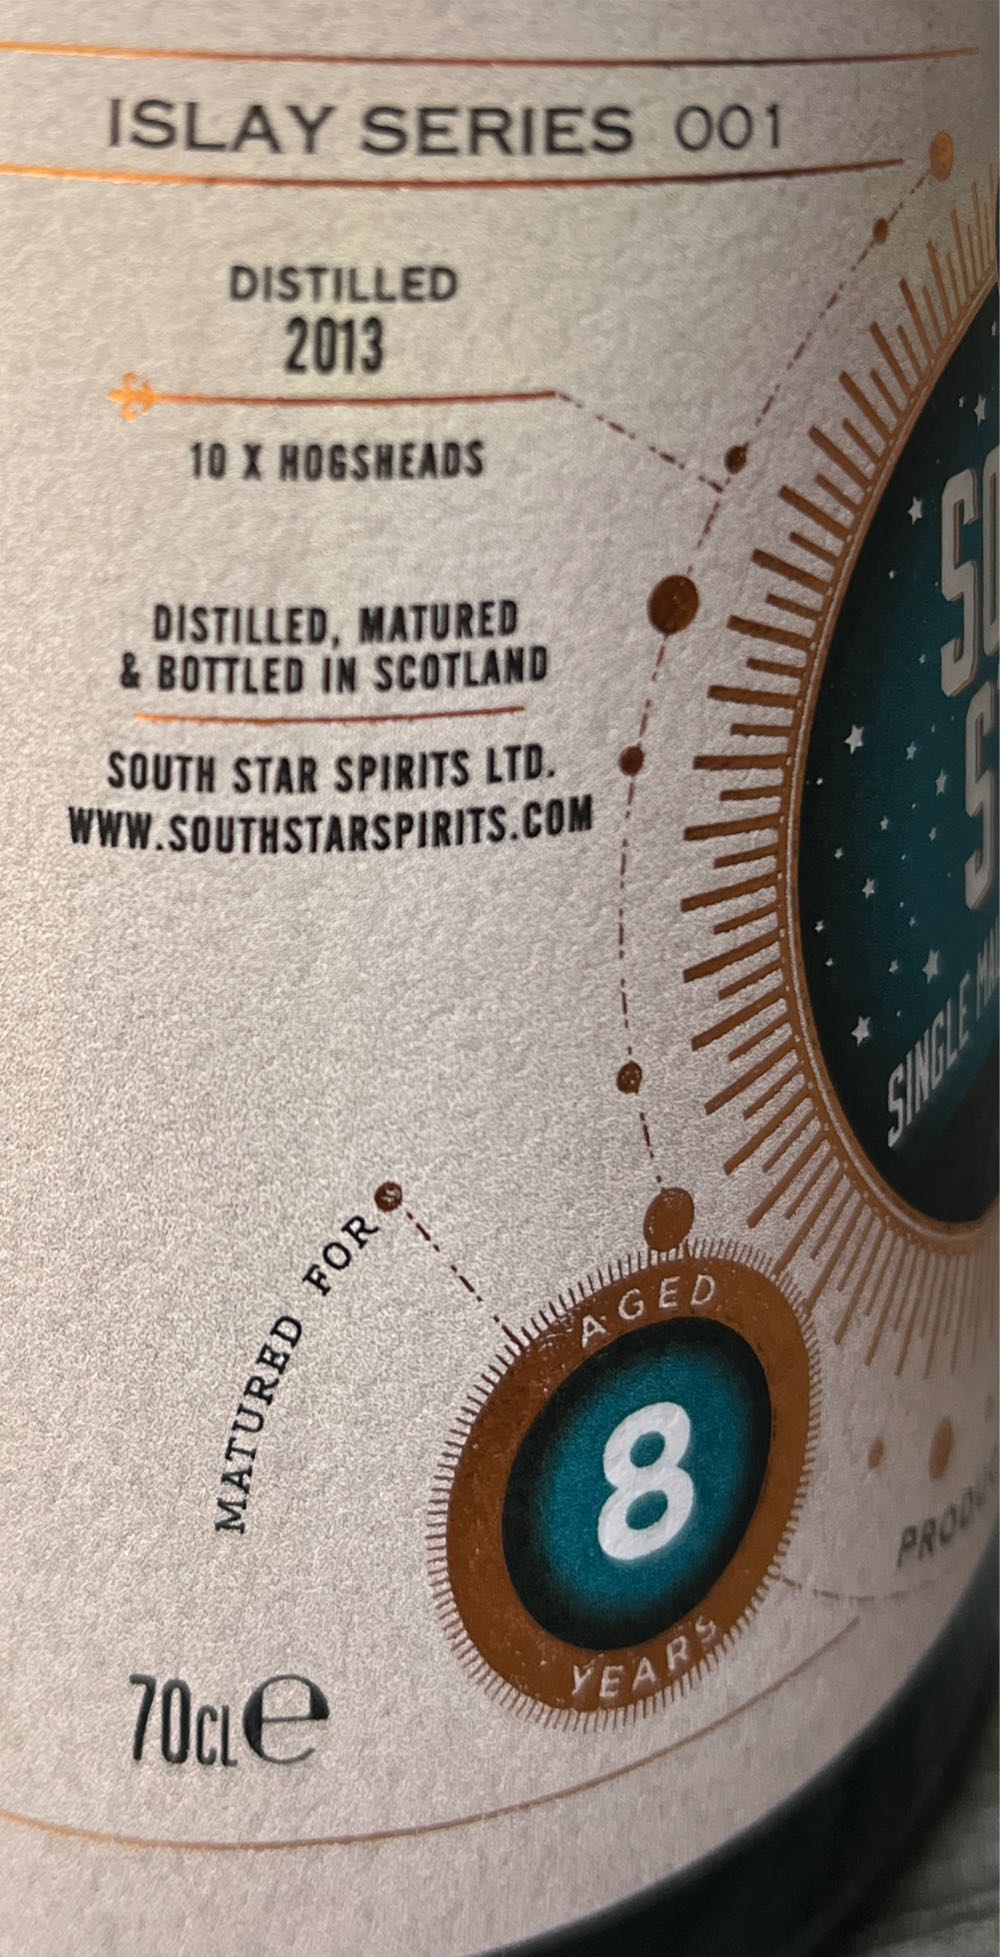 ISLAY SERIES 001
DISTILLED
2013
10 X HOGSHEADS
DISTILLED, MATURED
& BOTTLED IN SCOTLAND
SOUTH STAR SPIRITS LTD.
WWW.SOUTHSTARSPIRITS.COM
SINGLE
MATURED FOR
AGED
8
YEARS
70CL e